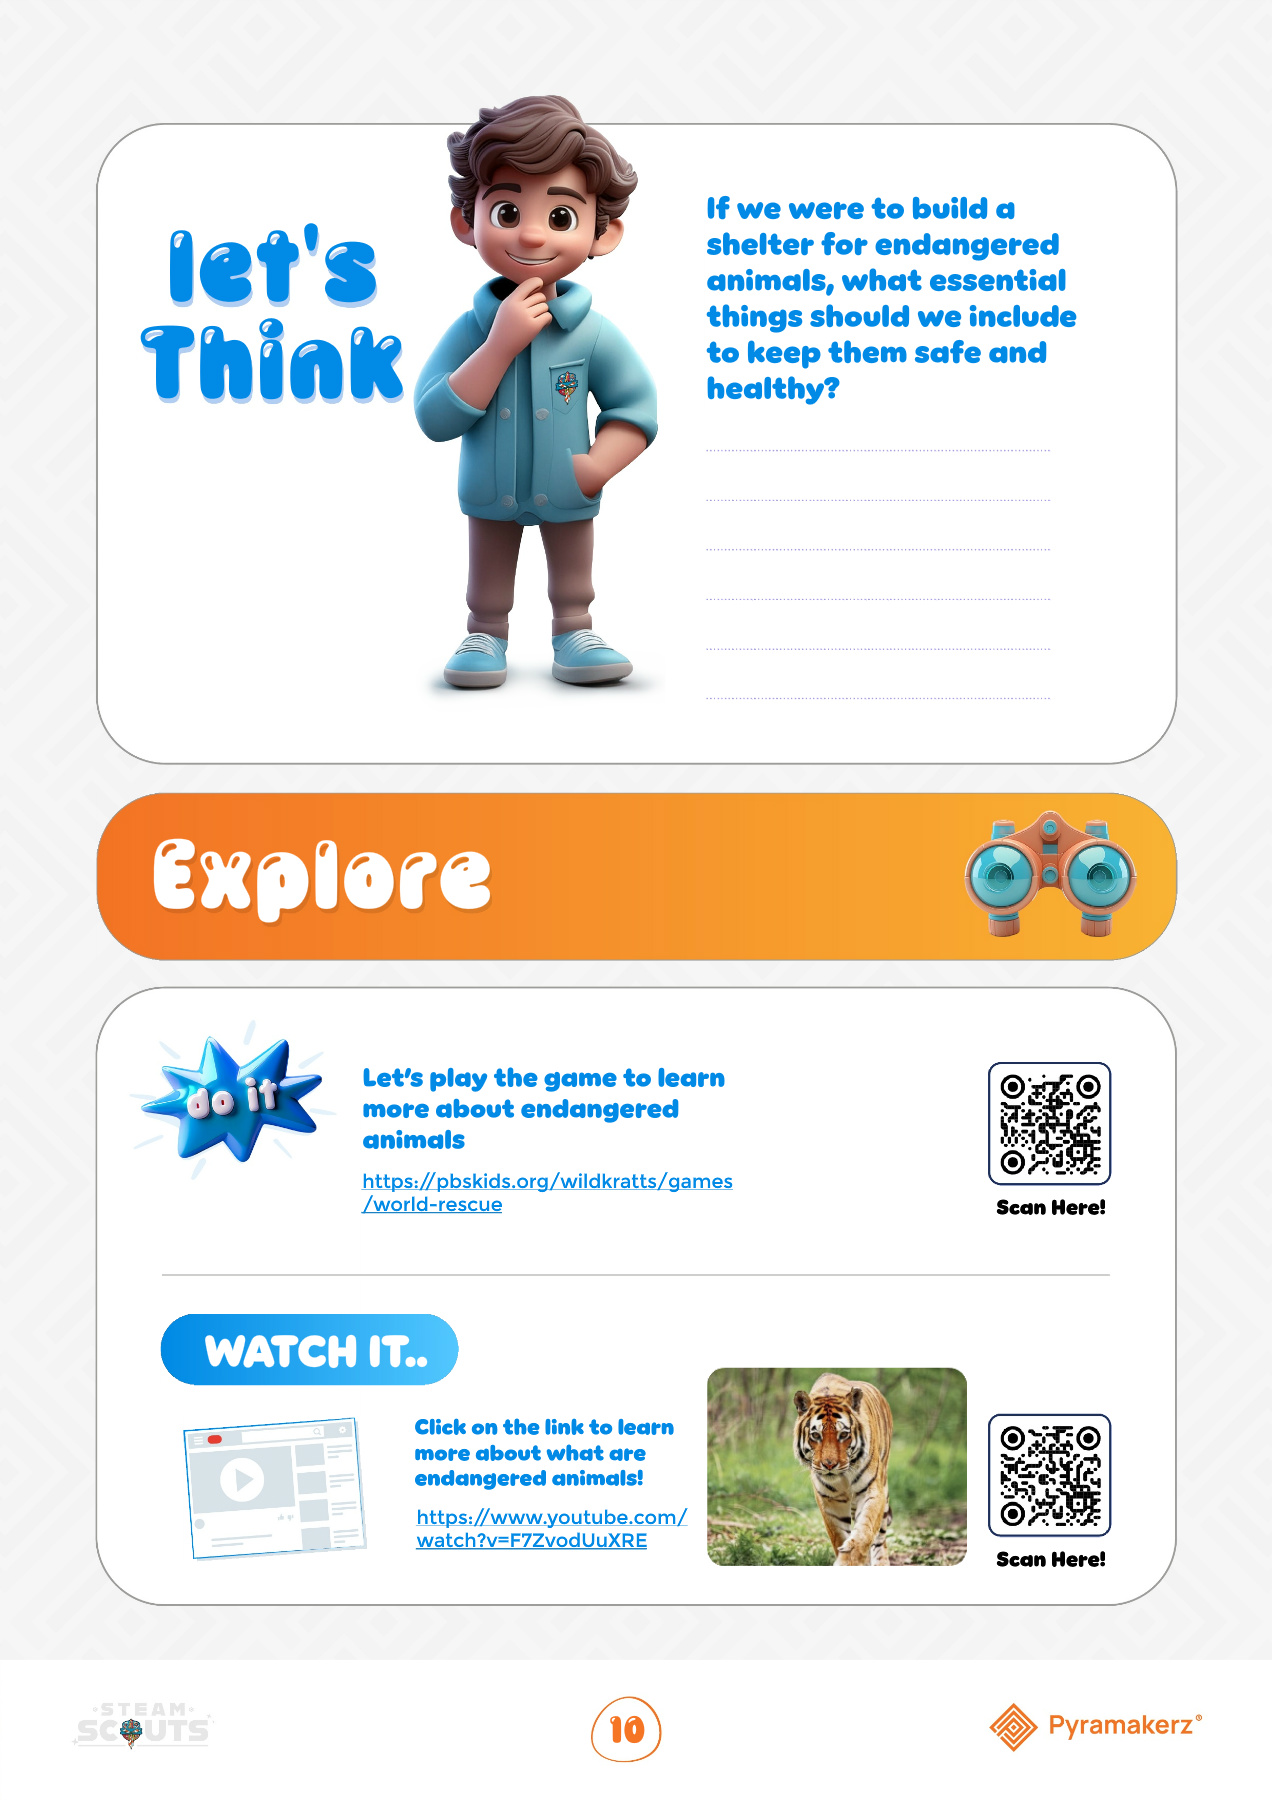 let's
Think
If we were to build a
shelter for endangered
animals, what essential
things should we include
to keep them safe and
healthy?
Explore
do it
Let's play the game to learn
more about endangered
animals
https://pbskids.org/wildkratts/games
/world-rescue
Scan Here!
WATCH IT..
Click on the link to learn
more about what are
endangered animals!
https://www.youtube.com/
watch?v=F7ZvodUuXRE
Scan Here!
STEAM
SCOUTS
10
Pyramakerz®